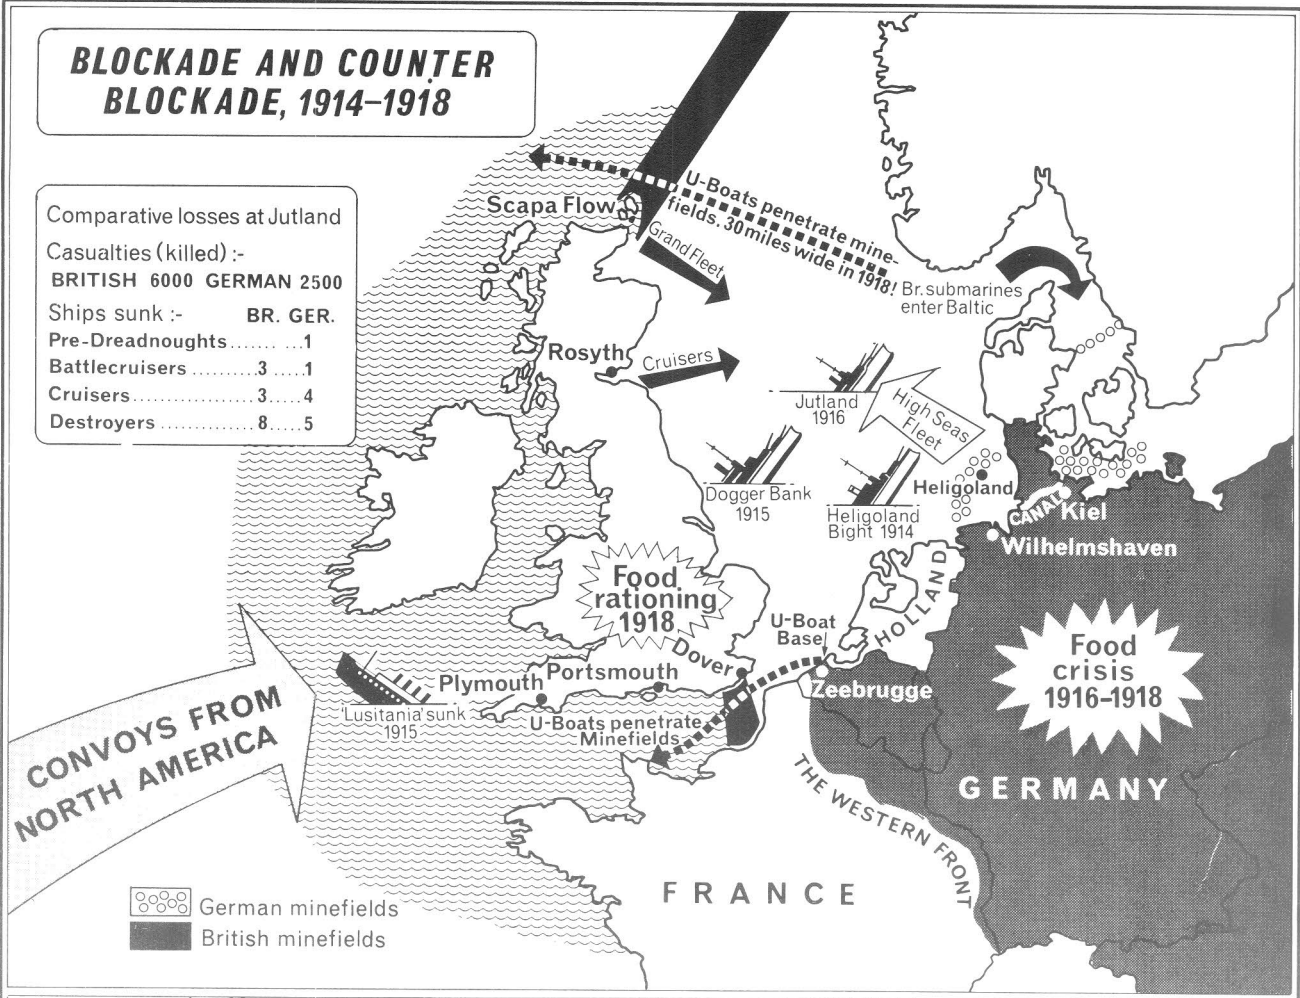 BLOCKADE AND COUNTER
BLOCKADE, 1914–1918
Comparative losses at Jutland
Casualties (killed) :-
BRITISH 6000 GERMAN 2500
Ships sunk :- BR. GER.
Pre-Dreadnoughts....... ...1
Battlecruisers .........3 ....1
Cruisers.................3....4
Destroyers .............8....5
Scapa Flow
U-Boats penetrate mine-
fields. 30 miles wide in 1918!
Grand Fleet
Br. submarines
enter Baltic
Rosyth
Cruisers
Jutland
1916
High Seas
Fleet
Dogger Bank
1915
Heligoland
Bight 1914
Heligoland
CANAL
Kiel
Wilhelmshaven
Food
rationing
1918
HOLLAND
U-Boat
Base
Dover
Portsmouth
Plymouth
Zeebrugge
Food
crisis
1916–1918
'Lusitania' sunk
1915
U-Boats penetrate
Minefields
CONVOYS FROM
NORTH AMERICA
THE WESTERN FRONT
GERMANY
FRANCE
German minefields
British minefields